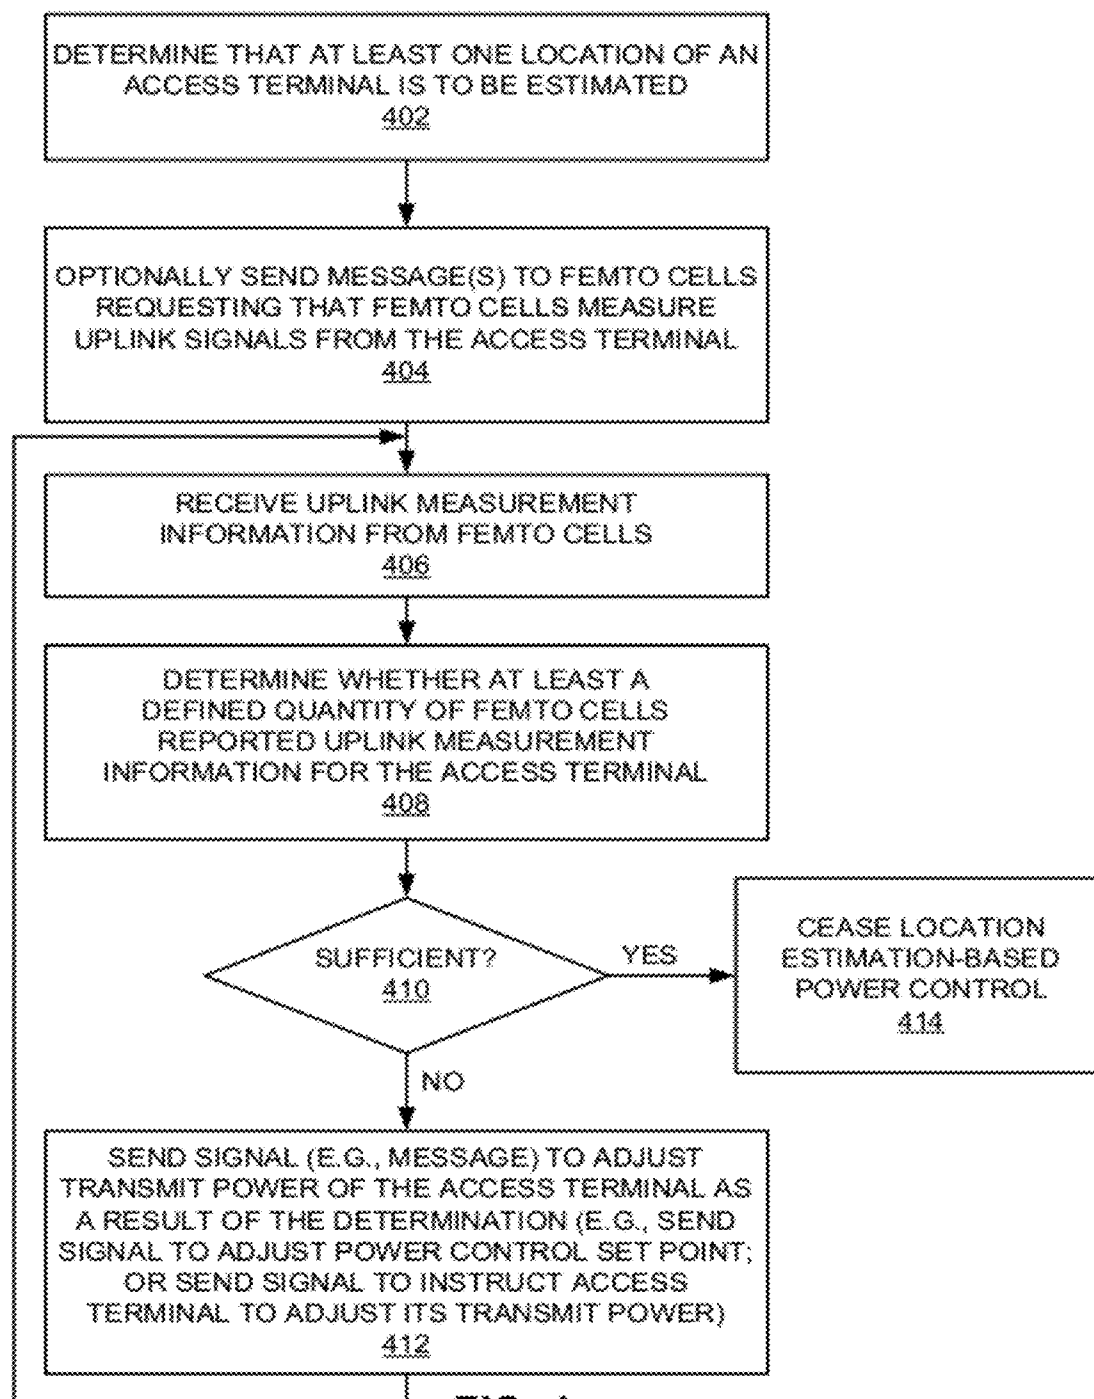 DETERMINE THAT AT LEAST ONE LOCATION OF AN
ACCESS TERMINAL IS TO BE ESTIMATED
402
OPTIONALLY SEND MESSAGE(S) TO FEMTO CELLS
REQUESTING THAT FEMTO CELLS MEASURE
UPLINK SIGNALS FROM THE ACCESS TERMINAL
404
RECEIVE UPLINK MEASUREMENT
INFORMATION FROM FEMTO CELLS
406
DETERMINE WHETHER AT LEAST A
DEFINED QUANTITY OF FEMTO CELLS
REPORTED UPLINK MEASUREMENT
INFORMATION FOR THE ACCESS TERMINAL
408
SUFFICIENT?
410
YES
CEASE LOCATION
ESTIMATION-BASED
POWER CONTROL
414
NO
SEND SIGNAL (E.G., MESSAGE) TO ADJUST
TRANSMIT POWER OF THE ACCESS TERMINAL AS
A RESULT OF THE DETERMINATION (E.G., SEND
SIGNAL TO ADJUST POWER CONTROL SET POINT;
OR SEND SIGNAL TO INSTRUCT ACCESS
TERMINAL TO ADJUST ITS TRANSMIT POWER)
412